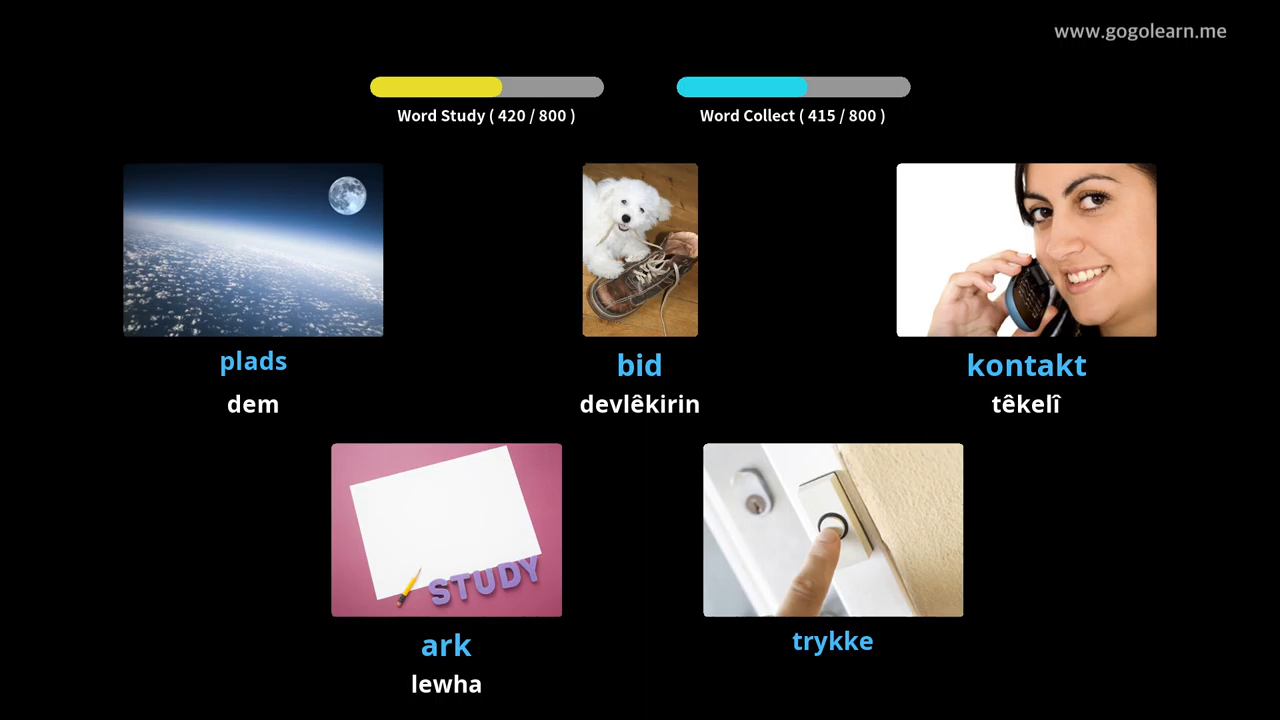 www.gogolearn.me
Word Study ( 420 / 800 )
Word Collect ( 415 / 800 )
plads
dem
bid
devlêkirin
kontakt
têkelî
STUDY
ark
lewha
trykke